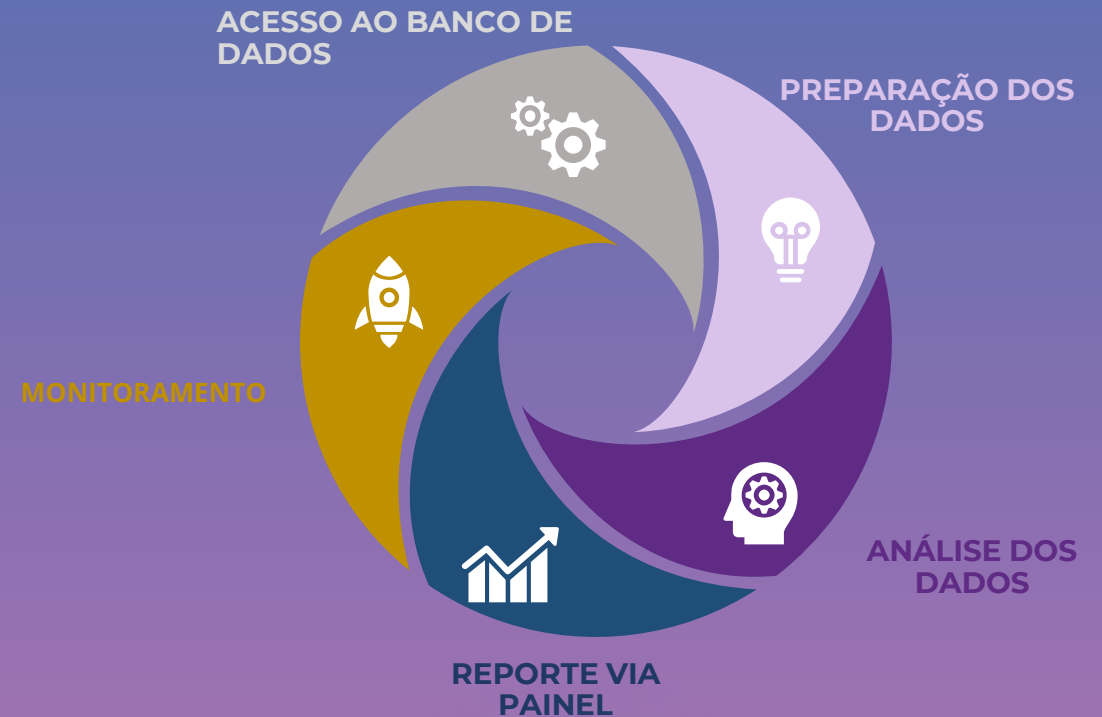 ACESSO AO BANCO DE
DADOS
PREPARAÇÃO DOS
DADOS
MONITORAMENTO
ANÁLISE DOS
DADOS
REPORTE VIA
PAINEL